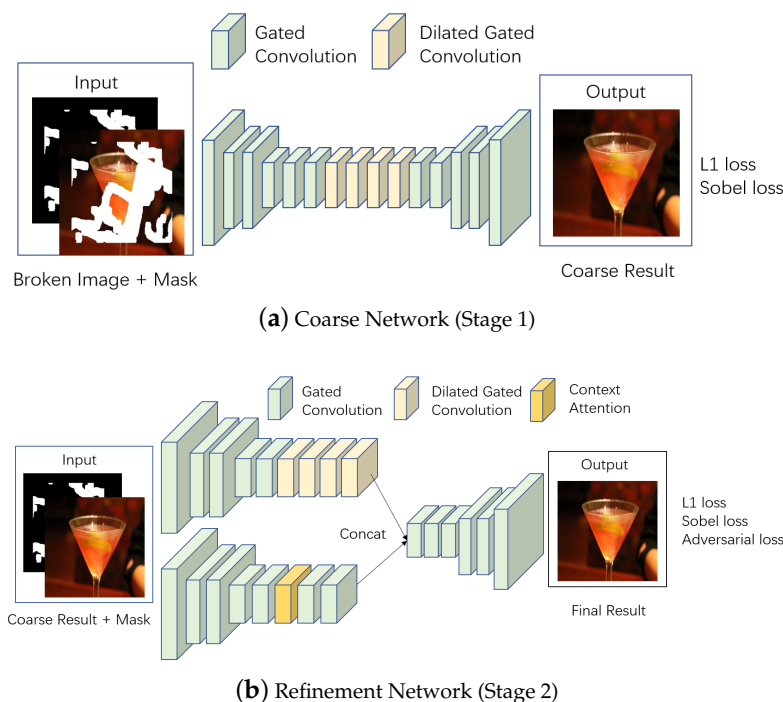 Gated
Convolution
Dilated Gated
Convolution
Input
Output
L1 loss
Sobel loss
Broken Image + Mask
Coarse Result
(a) Coarse Network (Stage 1)
Gated
Convolution
Dilated Gated
Convolution
Context
Attention
Input
Output
Concat
L1 loss
Sobel loss
Adversarial loss
Coarse Result + Mask
Final Result
(b) Refinement Network (Stage 2)